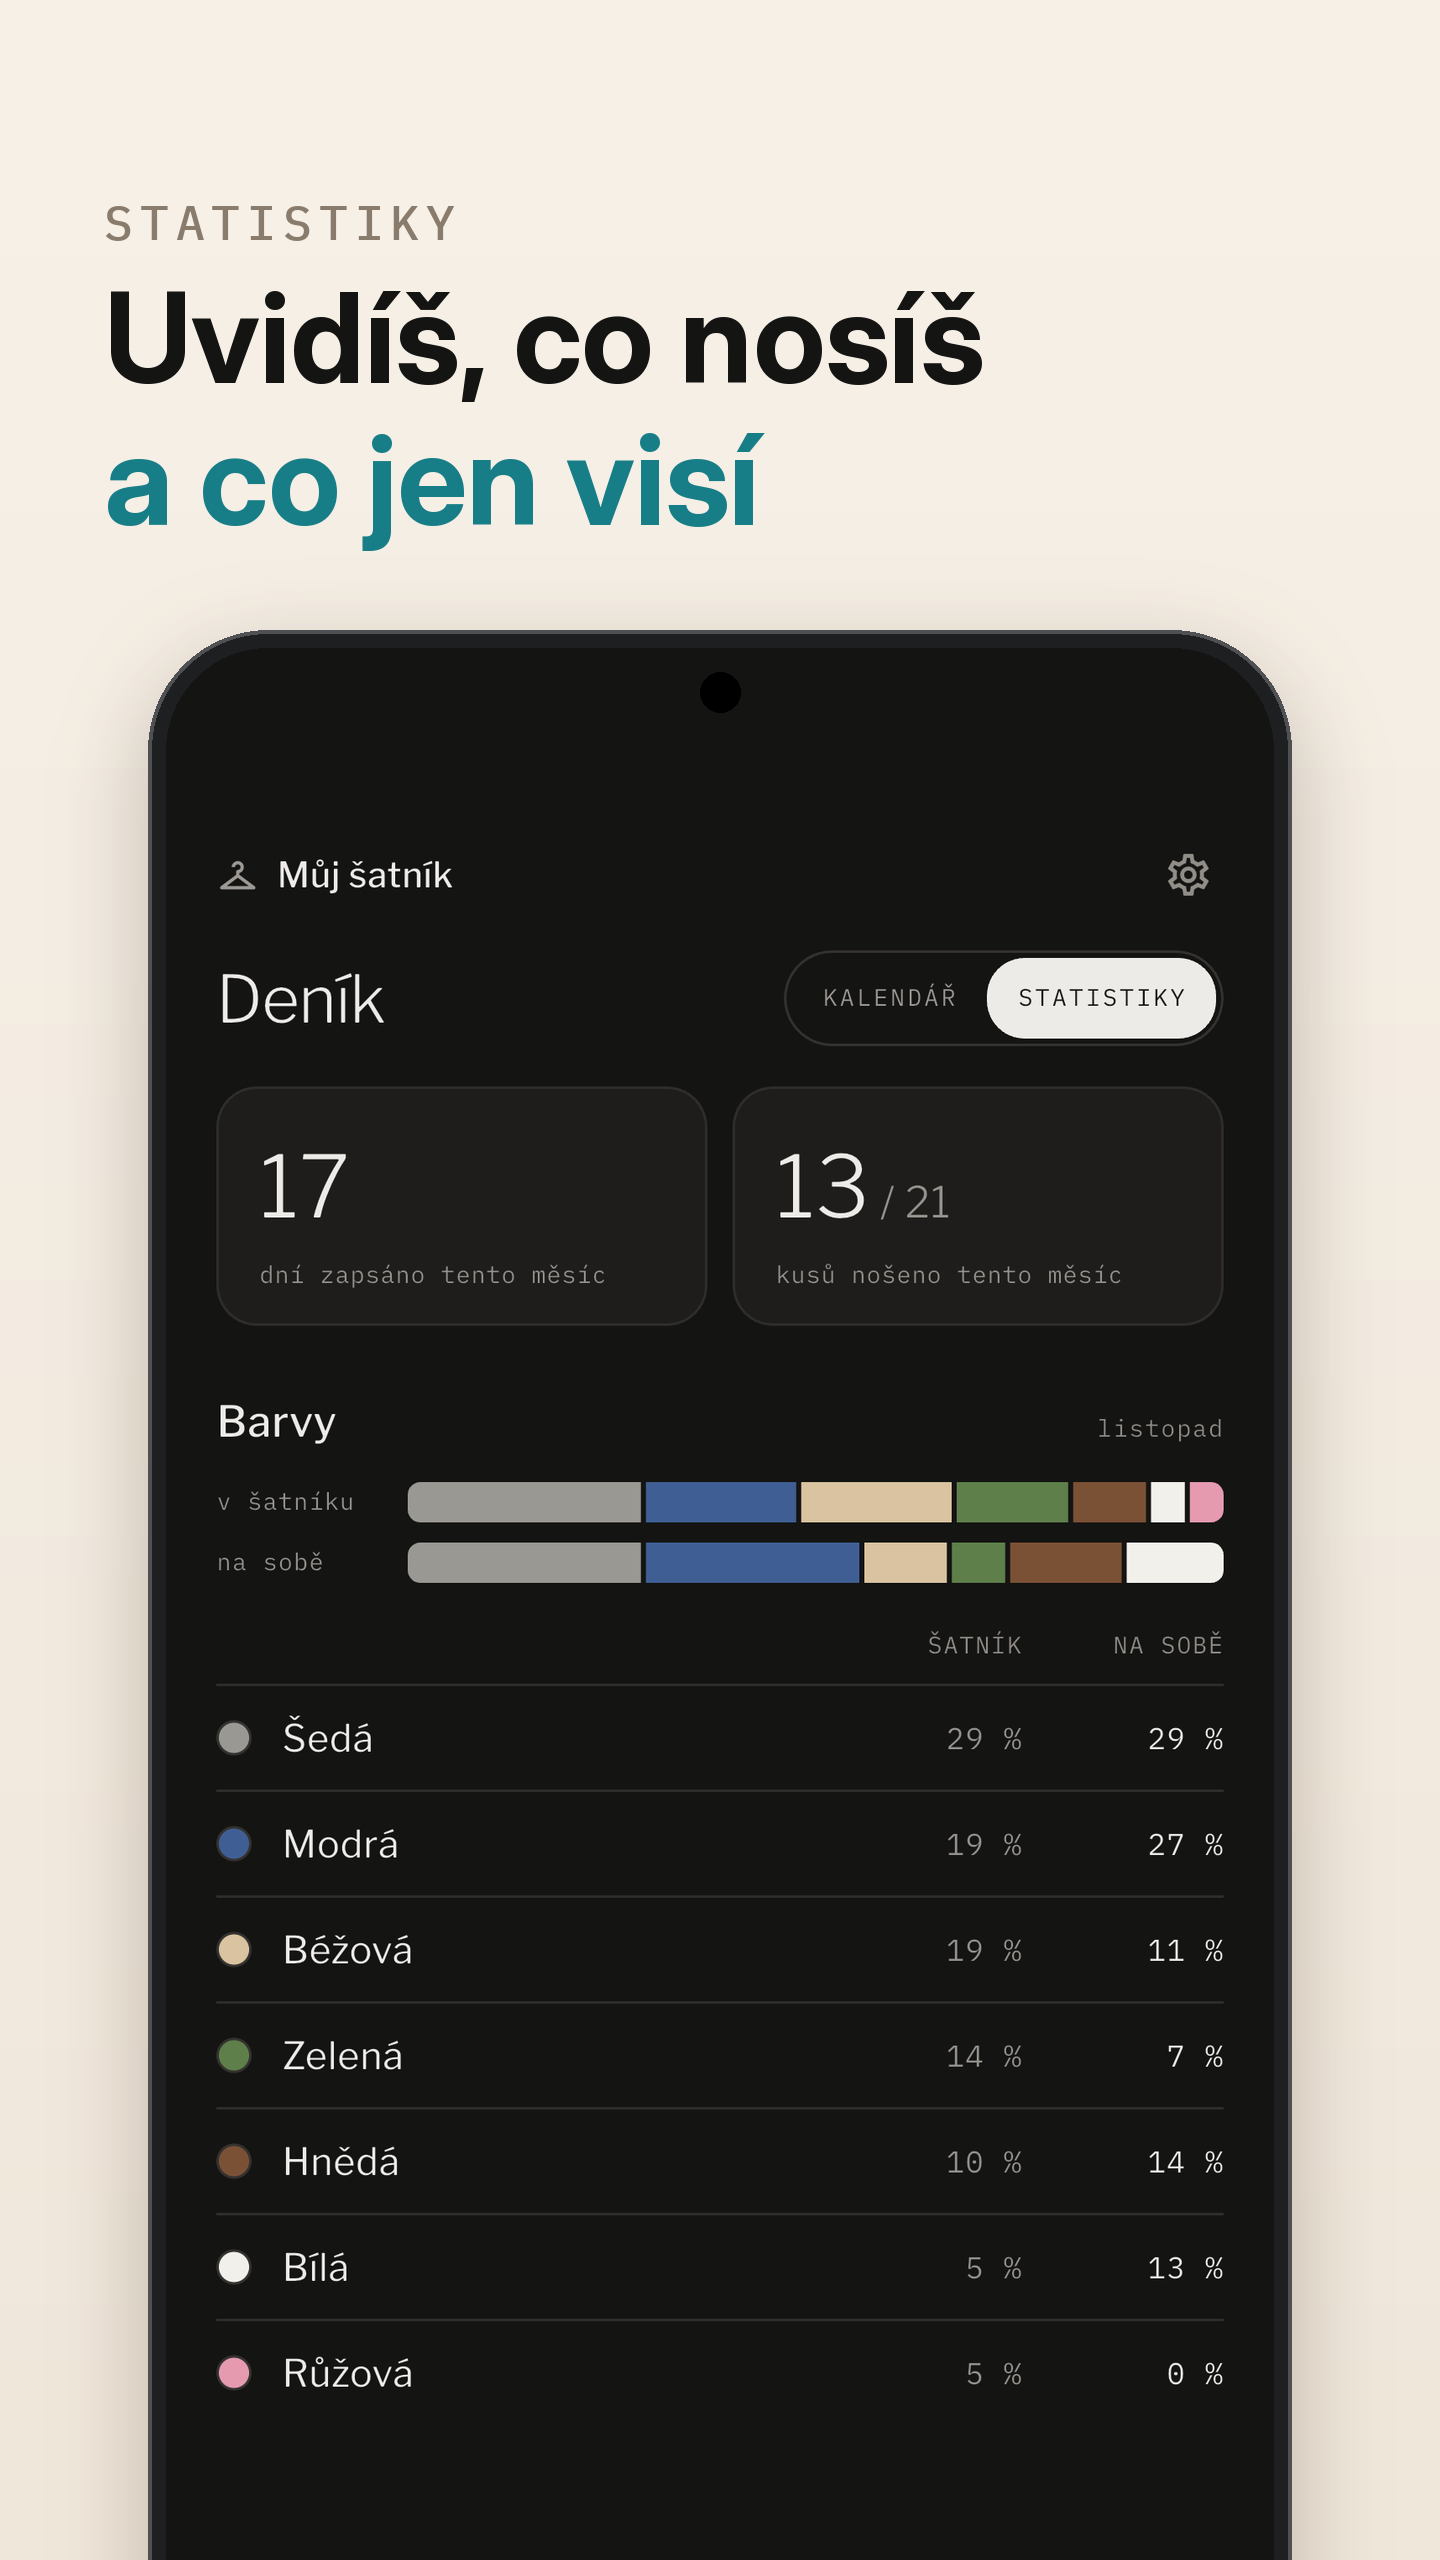 STATISTIKY
Uvidíš, co nosíš
a co jen visí
Můj šatník
Deník
KALENDÁŘ
STATISTIKY
17
dní zapsáno tento měsíc
13 / 21
kusů nošeno tento měsíc
Barvy
listopad
v šatníku
na sobě
ŠATNÍK NA SOBĚ
Šedá 29 % 29 %
Modrá 19 % 27 %
Béžová 19 % 11 %
Zelená 14 % 7 %
Hnědá 10 % 14 %
Bílá 5 % 13 %
Růžová 5 % 0 %